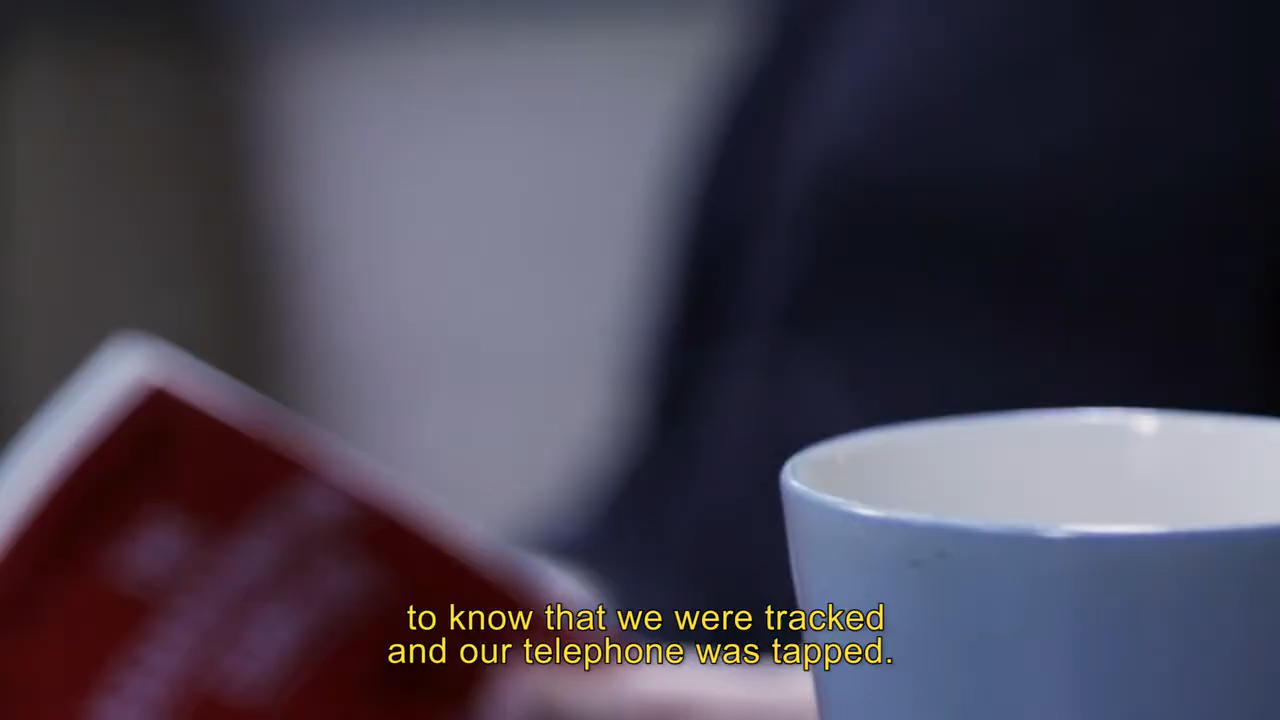 to know that we were tracked
and our telephone was tapped.